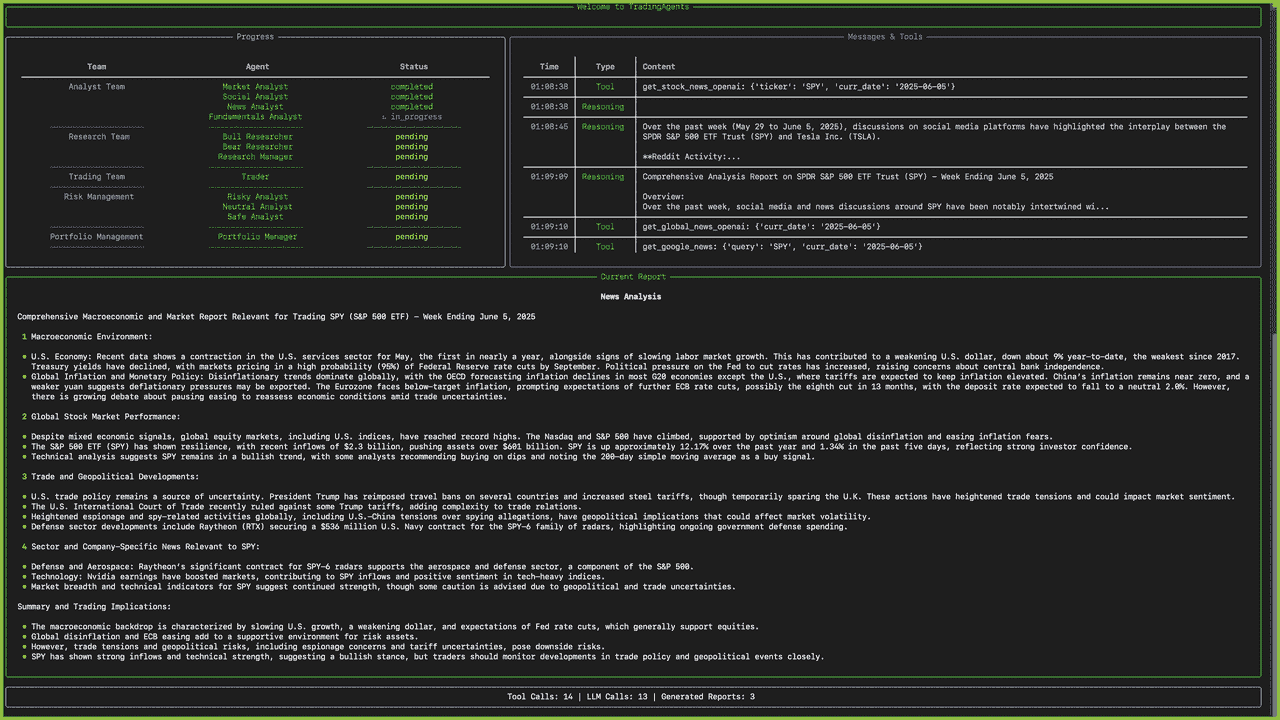 Welcome to TradingAgents
Progress
Team Agent Status
Analyst Team Market Analyst completed
Social Analyst completed
News Analyst completed
Fundamentals Analyst in_progress
Research Team Bull Researcher pending
Bear Researcher pending
Research Manager pending
Trading Team Trader pending
Risk Management Risky Analyst pending
Neutral Analyst pending
Safe Analyst pending
Portfolio Management Portfolio Manager pending
Messages & Tools
Time Type Content
01:08:38 Tool get_stock_news_openai: {'ticker': 'SPY', 'curr_date': '2025-06-05'}
01:08:38 Reasoning
01:08:45 Reasoning Over the past week (May 29 to June 5, 2025), discussions on social media platforms have highlighted the interplay between the
SPDR S&P 500 ETF Trust (SPY) and Tesla Inc. (TSLA).
**Reddit Activity:...
01:09:09 Reasoning Comprehensive Analysis Report on SPDR S&P 500 ETF Trust (SPY) – Week Ending June 5, 2025
Overview:
Over the past week, social media and news discussions around SPY have been notably intertwined wi...
01:09:10 Tool get_global_news_openai: {'curr_date': '2025-06-05'}
01:09:10 Tool get_google_news: {'query': 'SPY', 'curr_date': '2025-06-05'}
Current Report
News Analysis
Comprehensive Macroeconomic and Market Report Relevant for Trading SPY (S&P 500 ETF) – Week Ending June 5, 2025
1 Macroeconomic Environment:
• U.S. Economy: Recent data shows a contraction in the U.S. services sector for May, the first in nearly a year, alongside signs of slowing labor market growth. This has contributed to a weakening U.S. dollar, down about 9% year-to-date, the weakest since 2017.
Treasury yields have declined, with markets pricing in a high probability (95%) of Federal Reserve rate cuts by September. Political pressure on the Fed to cut rates has increased, raising concerns about central bank independence.
• Global Inflation and Monetary Policy: Disinflationary trends dominate globally, with the OECD forecasting inflation declines in most G20 economies except the U.S., where tariffs are expected to keep inflation elevated. China's inflation remains near zero, and a
weaker yuan suggests deflationary pressures may be exported. The Eurozone faces below-target inflation, prompting expectations of further ECB rate cuts, possibly the eighth cut in 13 months, with the deposit rate expected to fall to a neutral 2.0%. However,
there is growing debate about pausing easing to reassess economic conditions amid trade uncertainties.
2 Global Stock Market Performance:
• Despite mixed economic signals, global equity markets, including U.S. indices, have reached record highs. The Nasdaq and S&P 500 have climbed, supported by optimism around global disinflation and easing inflation fears.
• The S&P 500 ETF (SPY) has shown resilience, with recent inflows of $2.3 billion, pushing assets over $601 billion. SPY is up approximately 12.17% over the past year and 1.34% in the past five days, reflecting strong investor confidence.
• Technical analysis suggests SPY remains in a bullish trend, with some analysts recommending buying on dips and noting the 200-day simple moving average as a buy signal.
3 Trade and Geopolitical Developments:
• U.S. trade policy remains a source of uncertainty. President Trump has reimposed travel bans on several countries and increased steel tariffs, though temporarily sparing the U.K. These actions have heightened trade tensions and could impact market sentiment.
• The U.S. International Court of Trade recently ruled against some Trump tariffs, adding complexity to trade relations.
• Heightened espionage and spy-related activities globally, including U.S.-China tensions over spying allegations, have geopolitical implications that could affect market volatility.
• Defense sector developments include Raytheon (RTX) securing a $536 million U.S. Navy contract for the SPY-6 family of radars, highlighting ongoing government defense spending.
4 Sector and Company-Specific News Relevant to SPY:
• Defense and Aerospace: Raytheon's significant contract for SPY-6 radars supports the aerospace and defense sector, a component of the S&P 500.
• Technology: Nvidia earnings have boosted markets, contributing to SPY inflows and positive sentiment in tech-heavy indices.
• Market breadth and technical indicators for SPY suggest continued strength, though some caution is advised due to geopolitical and trade uncertainties.
Summary and Trading Implications:
• The macroeconomic backdrop is characterized by slowing U.S. growth, a weakening dollar, and expectations of Fed rate cuts, which generally support equities.
• Global disinflation and ECB easing add to a supportive environment for risk assets.
• However, trade tensions and geopolitical risks, including espionage concerns and tariff uncertainties, pose downside risks.
• SPY has shown strong inflows and technical strength, suggesting a bullish stance, but traders should monitor developments in trade policy and geopolitical events closely.
Tool Calls: 14 | LLM Calls: 13 | Generated Reports: 3